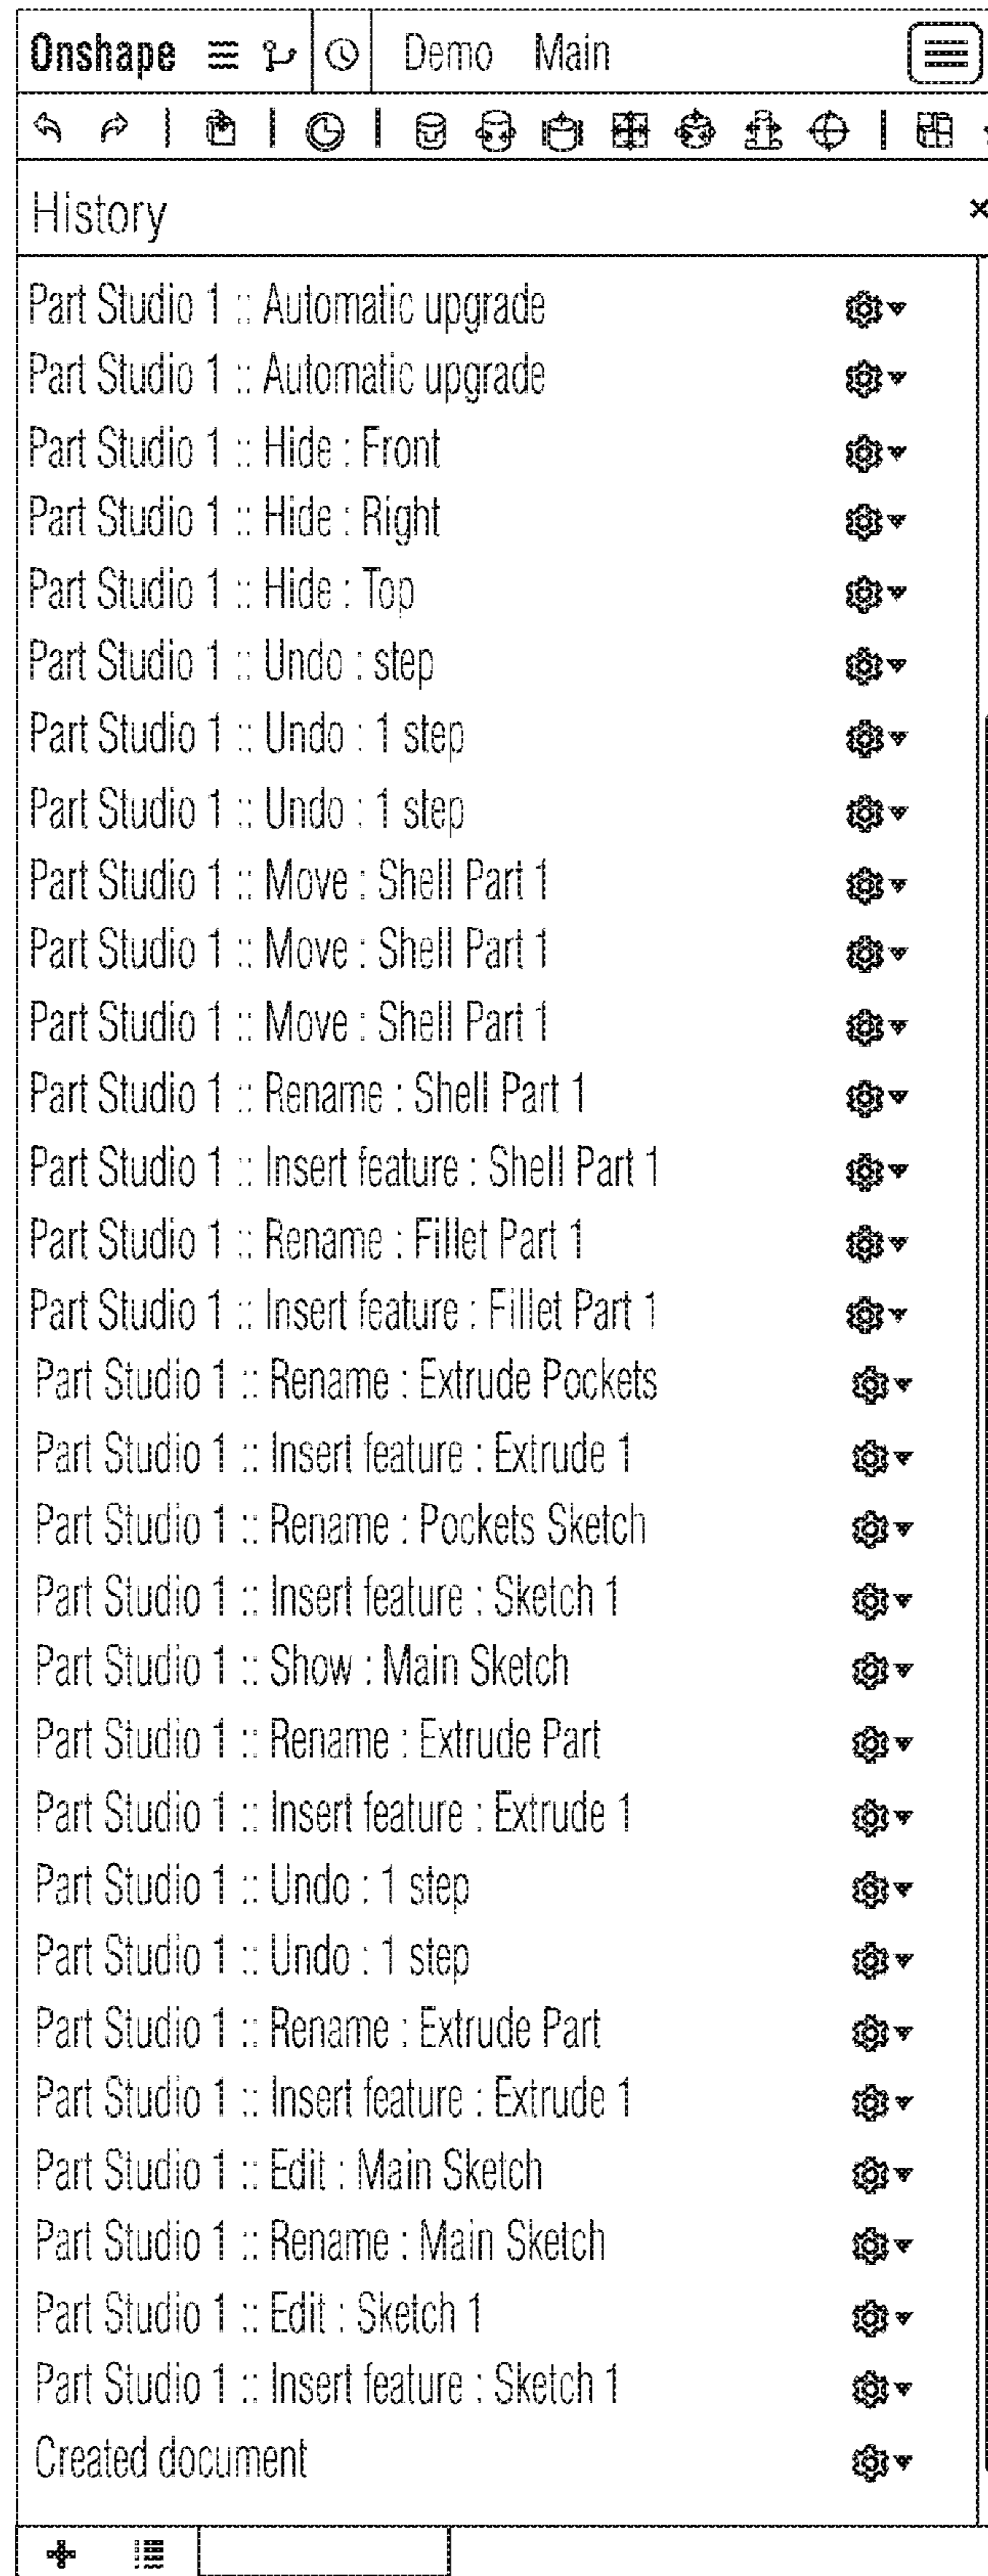 Onshape Demo Main
History ×
Part Studio 1 :: Automatic upgrade
Part Studio 1 :: Automatic upgrade
Part Studio 1 :: Hide : Front
Part Studio 1 :: Hide : Right
Part Studio 1 :: Hide : Top
Part Studio 1 :: Undo : step
Part Studio 1 :: Undo : 1 step
Part Studio 1 :: Undo : 1 step
Part Studio 1 :: Move : Shell Part 1
Part Studio 1 :: Move : Shell Part 1
Part Studio 1 :: Move : Shell Part 1
Part Studio 1 :: Rename : Shell Part 1
Part Studio 1 :: Insert feature : Shell Part 1
Part Studio 1 :: Rename : Fillet Part 1
Part Studio 1 :: Insert feature : Fillet Part 1
Part Studio 1 :: Rename : Extrude Pockets
Part Studio 1 :: Insert feature : Extrude 1
Part Studio 1 :: Rename : Pockets Sketch
Part Studio 1 :: Insert feature : Sketch 1
Part Studio 1 :: Show : Main Sketch
Part Studio 1 :: Rename : Extrude Part
Part Studio 1 :: Insert feature : Extrude 1
Part Studio 1 :: Undo : 1 step
Part Studio 1 :: Undo : 1 step
Part Studio 1 :: Rename : Extrude Part
Part Studio 1 :: Insert feature : Extrude 1
Part Studio 1 :: Edit : Main Sketch
Part Studio 1 :: Rename : Main Sketch
Part Studio 1 :: Edit : Sketch 1
Part Studio 1 :: Insert feature : Sketch 1
Created document